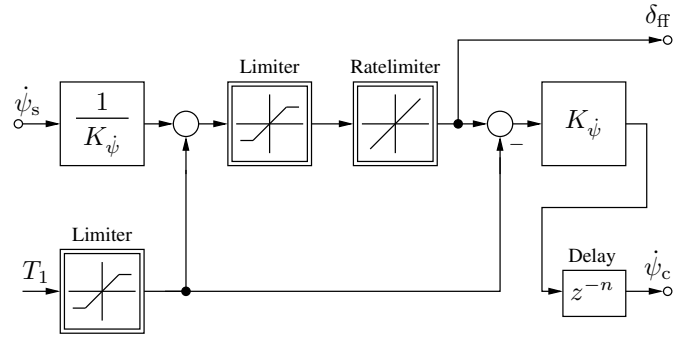 δ_ff
Limiter
Ratelimiter
ψ̇_s
1
K_ψ̇
K_ψ̇
−
Limiter
Delay
T_1
z^{−n}
ψ̇_c